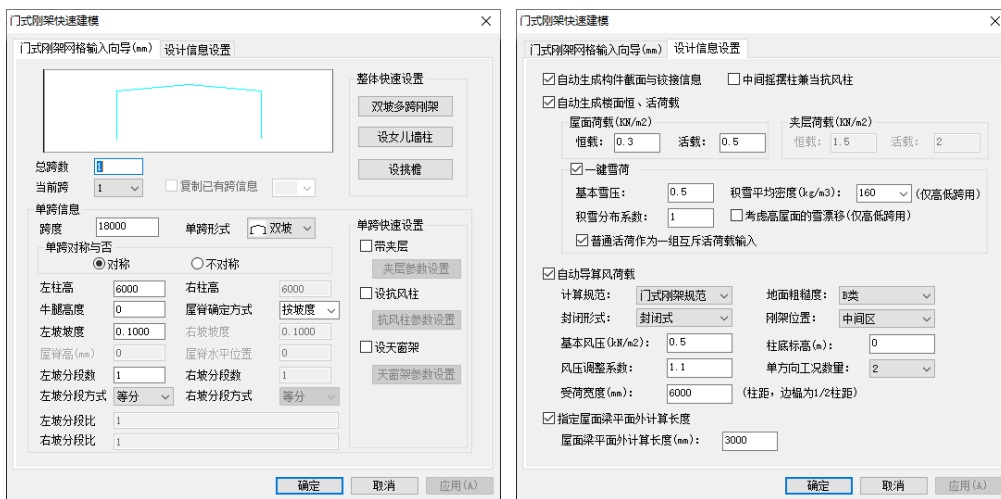 门式刚架快速建模
门式刚架网格输入向导(mm) 设计信息设置
整体快速设置
双坡多跨刚架
设女儿墙柱
设挑檐
总跨数 1
当前跨 1 复制已有跨信息
单跨信息
跨度 18000 单跨形式 双坡
单跨对称与否
对称 不对称
左柱高 6000 右柱高 6000
牛腿高度 0 屋脊确定方式 按坡度
左坡坡度 0.1000 右坡坡度 0.1000
屋脊高(mm) 0 屋脊水平位置 0
左坡分段数 1 右坡分段数 1
左坡分段方式 等分 右坡分段方式 等分
左坡分段比 1
右坡分段比 1
单跨快速设置
带夹层
夹层参数设置
设抗风柱
抗风柱参数设置
设天窗架
天窗架参数设置
确定 取消 应用(A)
门式刚架快速建模
门式刚架网格输入向导(mm) 设计信息设置
自动生成构件截面与铰接信息 中间摇摆柱兼当抗风柱
自动生成楼面恒、活荷载
屋面荷载(KN/m2) 夹层荷载(KN/m2)
恒载: 0.3 活载: 0.5 恒载: 1.5 活载: 2
一键雪荷
基本雪压: 0.5 积雪平均密度(kg/m3): 160 (仅高低跨用)
积雪分布系数: 1 考虑高屋面的雪漂移(仅高低跨用)
普通活荷作为一组互斥活荷载输入
自动导算风荷载
计算规范: 门式刚架规范 地面粗糙度: B类
封闭形式: 封闭式 刚架位置: 中间区
基本风压(kN/m2): 0.5 柱底标高(m): 0
风压调整系数: 1.1 单方向工况数量: 2
受荷宽度(mm): 6000 (柱距，边榀为1/2柱距)
指定屋面梁平面外计算长度
屋面梁平面外计算长度(mm): 3000
确定 取消 应用(A)